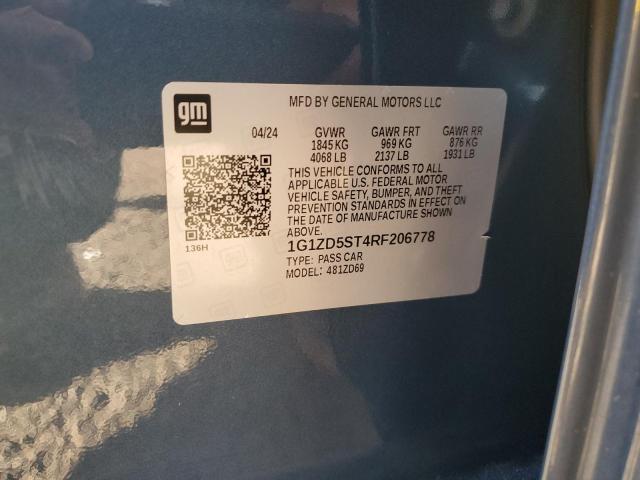 gm
MFD BY GENERAL MOTORS LLC
04/24 GVWR GAWR FRT GAWR RR
1845 KG 969 KG 876 KG
4068 LB 2137 LB 1931 LB
THIS VEHICLE CONFORMS TO ALL
APPLICABLE U.S. FEDERAL MOTOR
VEHICLE SAFETY, BUMPER, AND THEFT
PREVENTION STANDARDS IN EFFECT ON
THE DATE OF MANUFACTURE SHOWN
ABOVE.
136H
1G1ZD5ST4RF206778
TYPE: PASS CAR
MODEL: 481ZD69